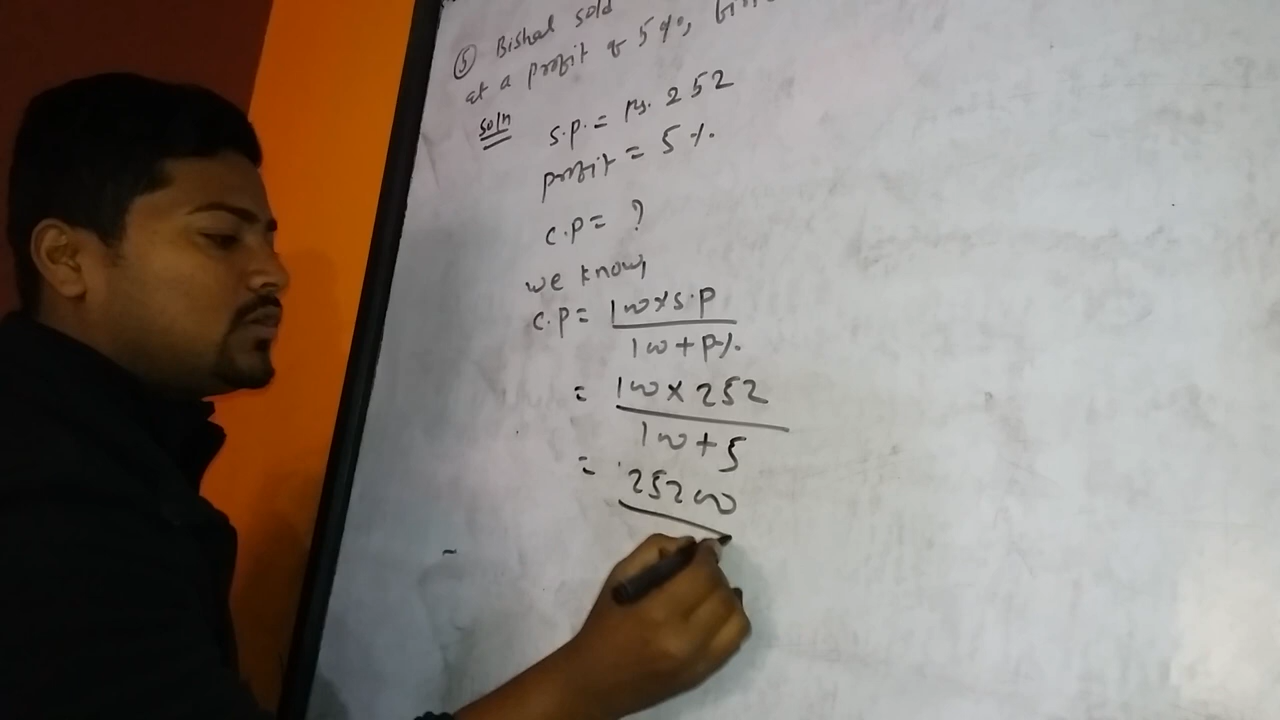 ⑤ Bishal sold
at a profit of 5%,
soln
S.P. = Rs. 252
profit = 5%
C.P = ?
we know,
C.P = 100×S.P
100+P%
= 100×252
100+5
= 25200